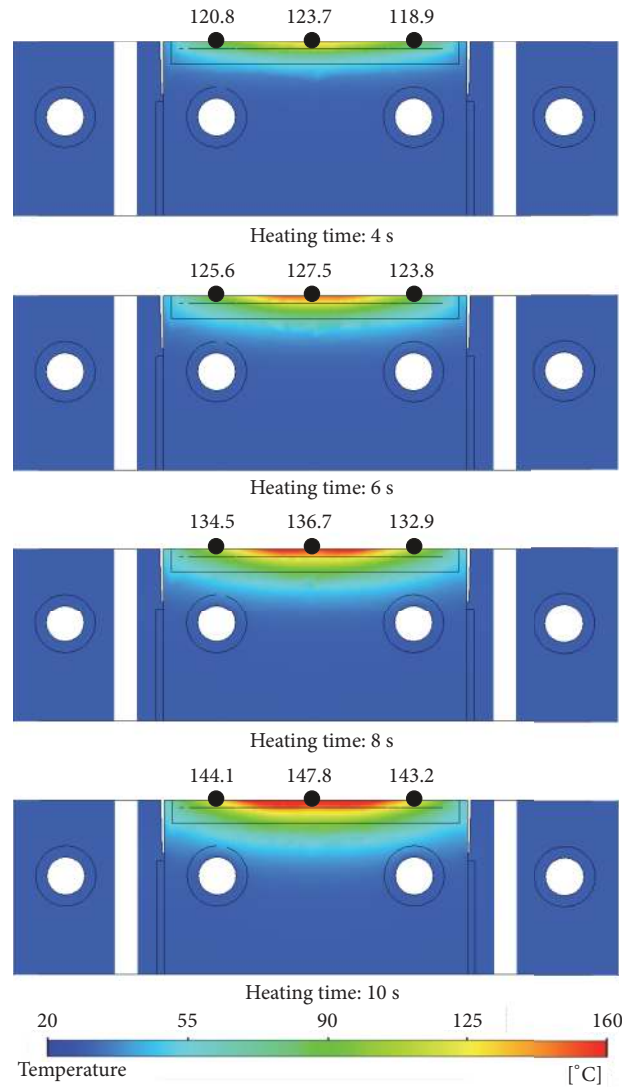 120.8 123.7 118.9
Heating time: 4 s
125.6 127.5 123.8
Heating time: 6 s
134.5 136.7 132.9
Heating time: 8 s
144.1 147.8 143.2
Heating time: 10 s
20 55 90 125 160
Temperature [°C]